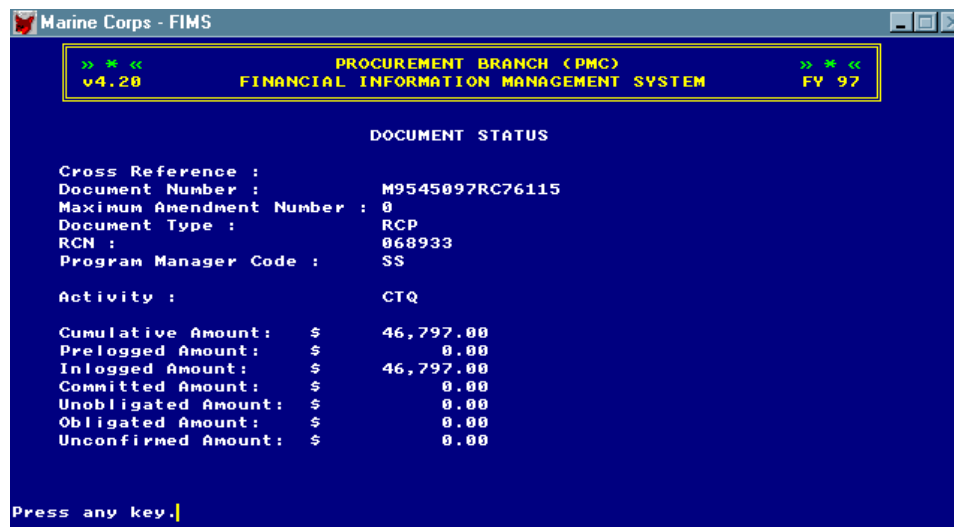 Marine Corps - FIMS
» * « PROCUREMENT BRANCH (PMC) » * «
v4.20 FINANCIAL INFORMATION MANAGEMENT SYSTEM FY 97
DOCUMENT STATUS
Cross Reference :
Document Number : M9545097RC76115
Maximum Amendment Number : 0
Document Type : RCP
RCN : 068933
Program Manager Code : SS
Activity : CTQ
Cumulative Amount: $ 46,797.00
Prelogged Amount: $ 0.00
Inlogged Amount: $ 46,797.00
Committed Amount: $ 0.00
Unobligated Amount: $ 0.00
Obligated Amount: $ 0.00
Unconfirmed Amount: $ 0.00
Press any key.